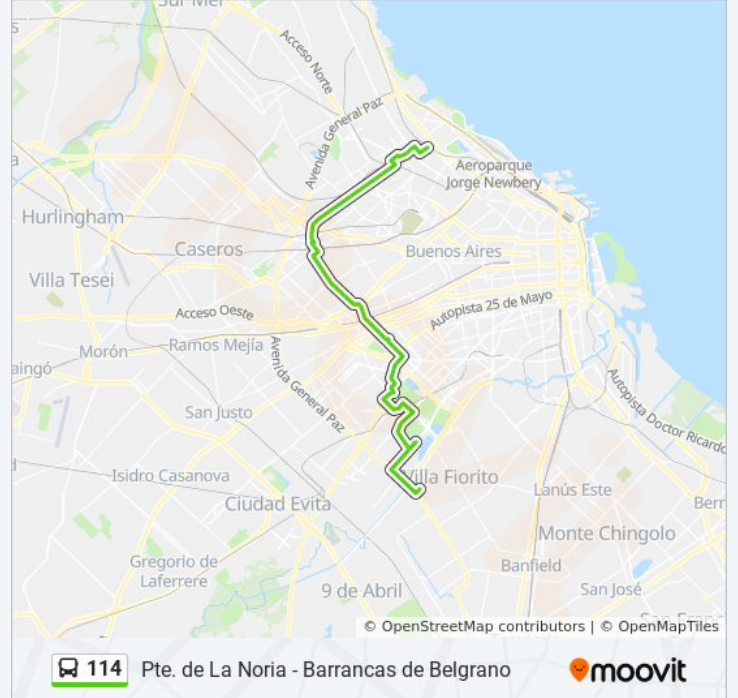 Sur Mer
Acceso Norte
Avenida General Paz
Aeroparque
Jorge Newbery
Hurlingham
Caseros
Buenos Aires
Villa Tesei
Acceso Oeste
Autopista 25 de Mayo
Morón
Ramos Mejía
aingó
Avenida General Paz
Autopista Doctor Ricardo
San Justo
Isidro Casanova
Villa Fiorito
Ciudad Evita
Lanús Este
Bern
Monte Chingolo
Gregorio de
Laferrere
Banfield
9 de Abril
San José
© OpenStreetMap contributors | © OpenMapTiles
114 Pte. de La Noria - Barrancas de Belgrano
moovit